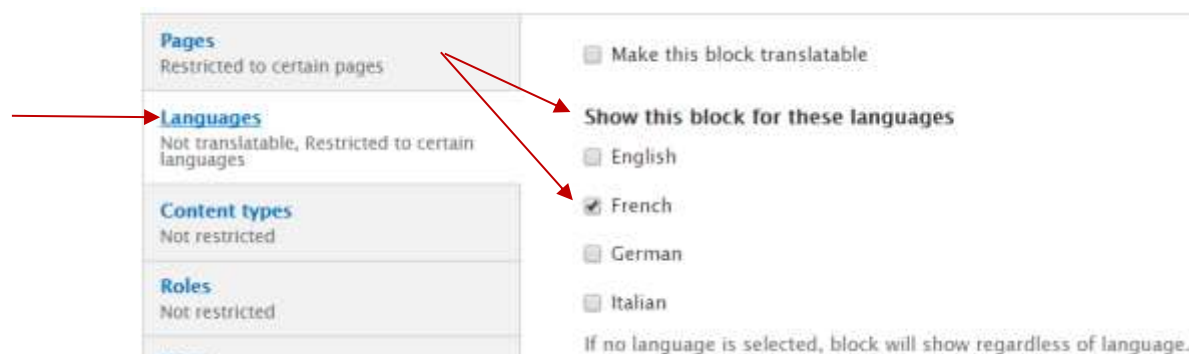 Pages
Restricted to certain pages
Languages
Not translatable, Restricted to certain
languages
Content types
Not restricted
Roles
Not restricted
Make this block translatable
Show this block for these languages
English
French
German
Italian
If no language is selected, block will show regardless of language.